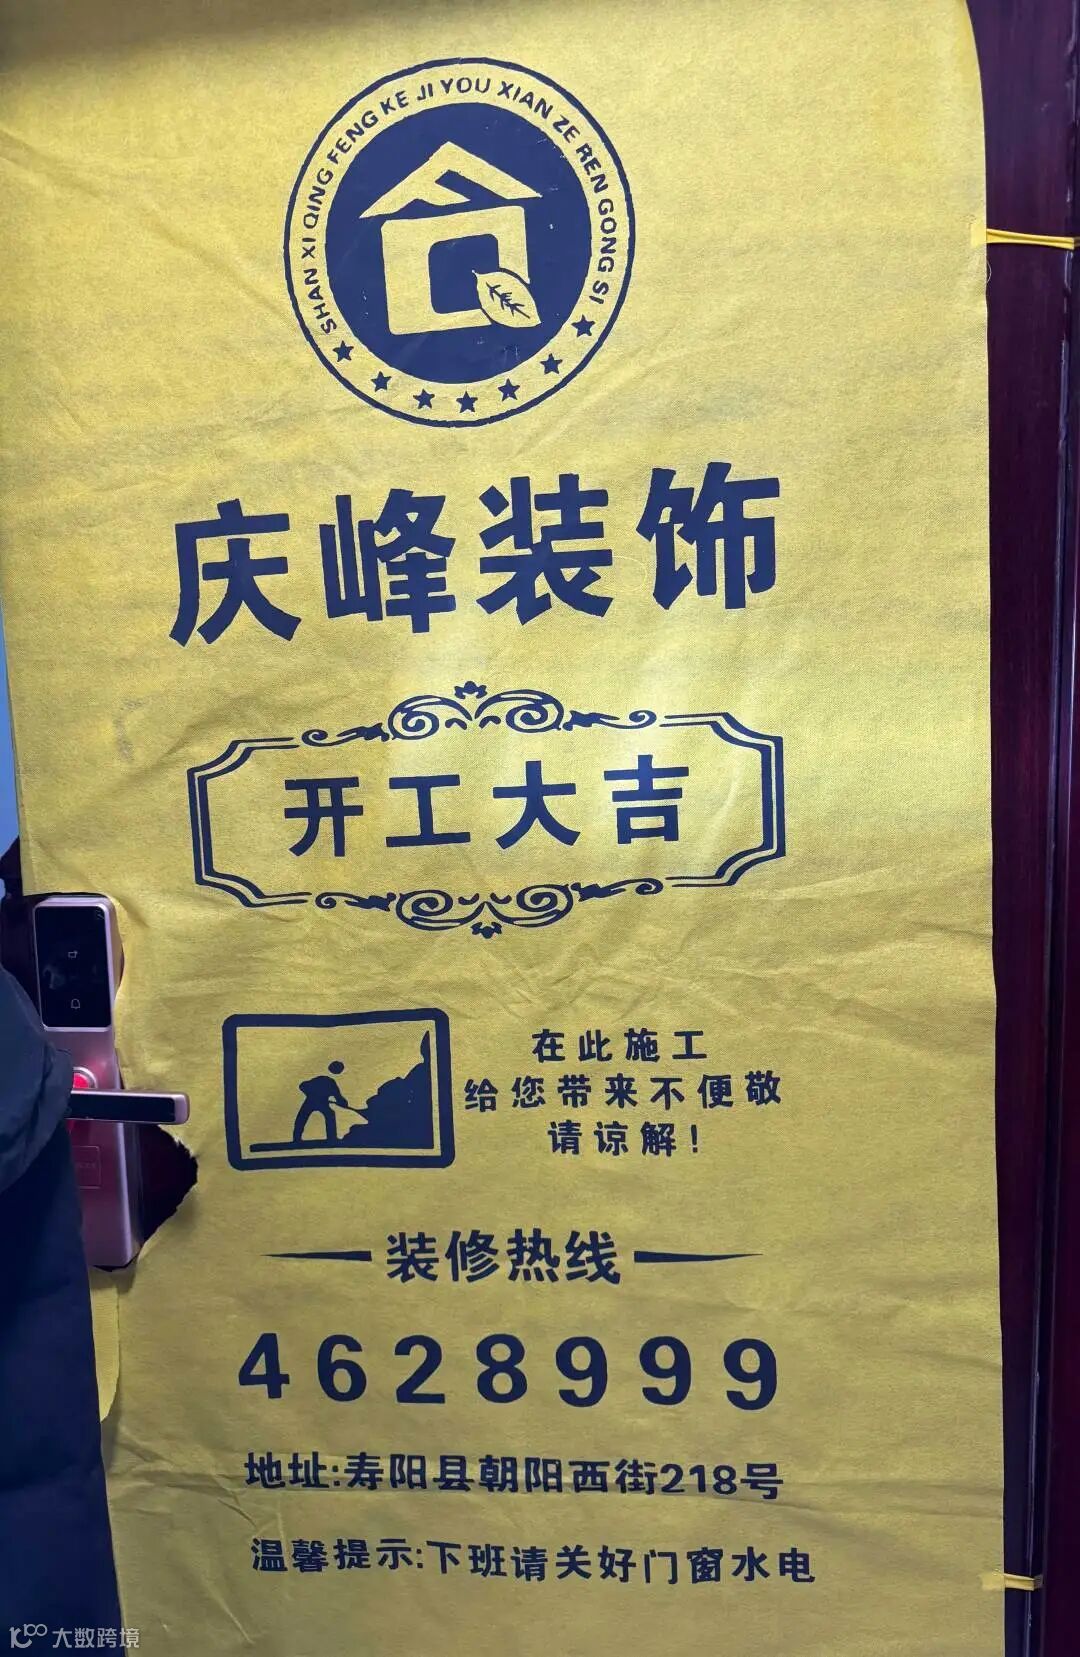 SHAN XI QING FENG KE JI YOU XIAN ZE REN GONG SI
庆峰装饰
开工大吉
在此施工
给您带来不便敬
请谅解!
装修热线
4628999
地址:寿阳县朝阳西街218号
温馨提示:下班请关好门窗水电
大数跨境